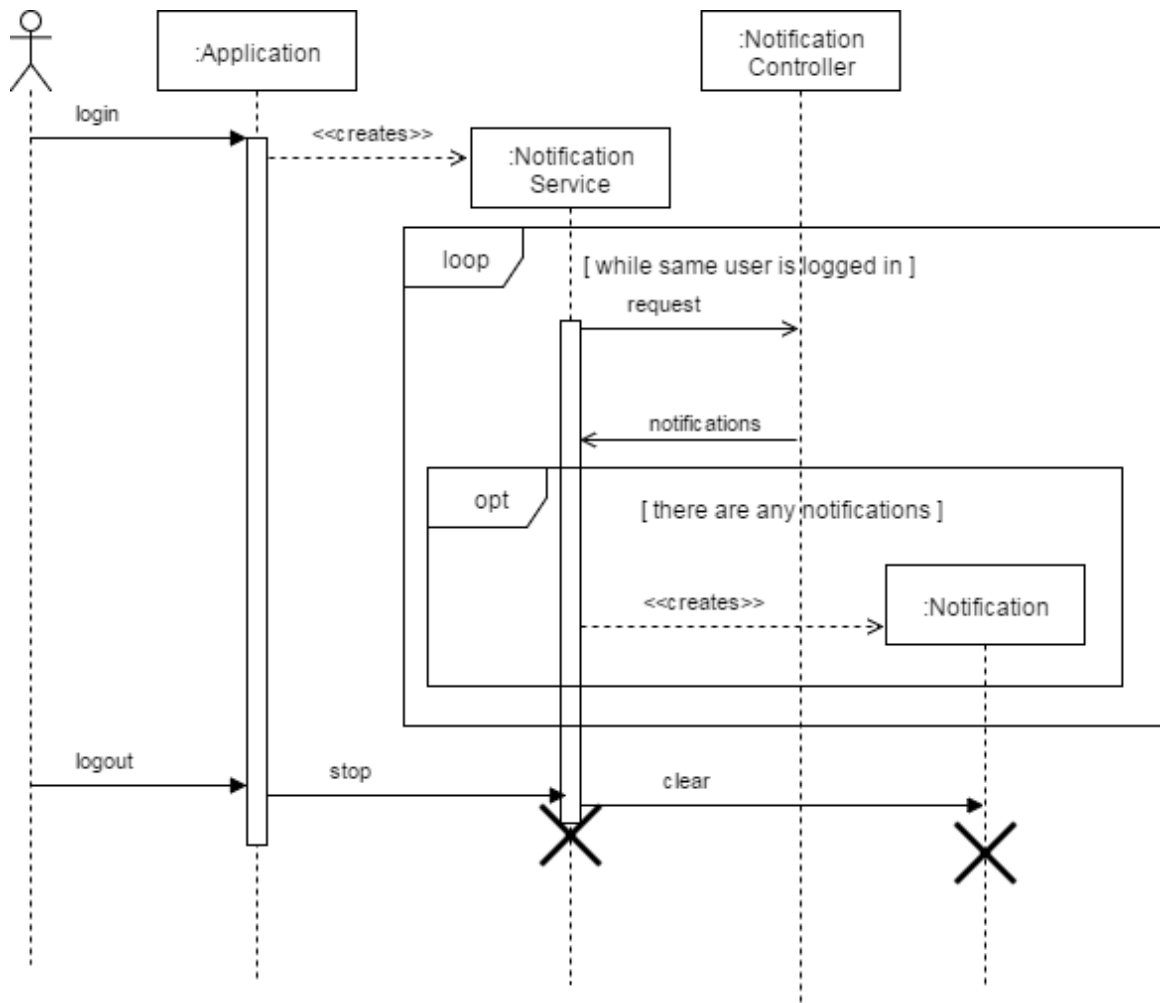 :Application
:Notification
Controller
login
<<creates>>
:Notification
Service
loop
[ while same user is logged in ]
request
notifications
opt
[ there are any notifications ]
<<creates>>
:Notification
logout
stop
clear